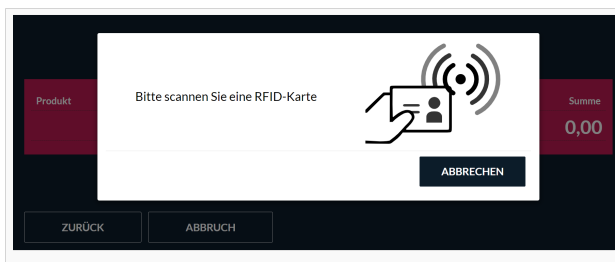 Bitte scannen Sie eine RFID-Karte
Produkt
Summe
0,00
ABBRECHEN
ZURÜCK
ABBRUCH